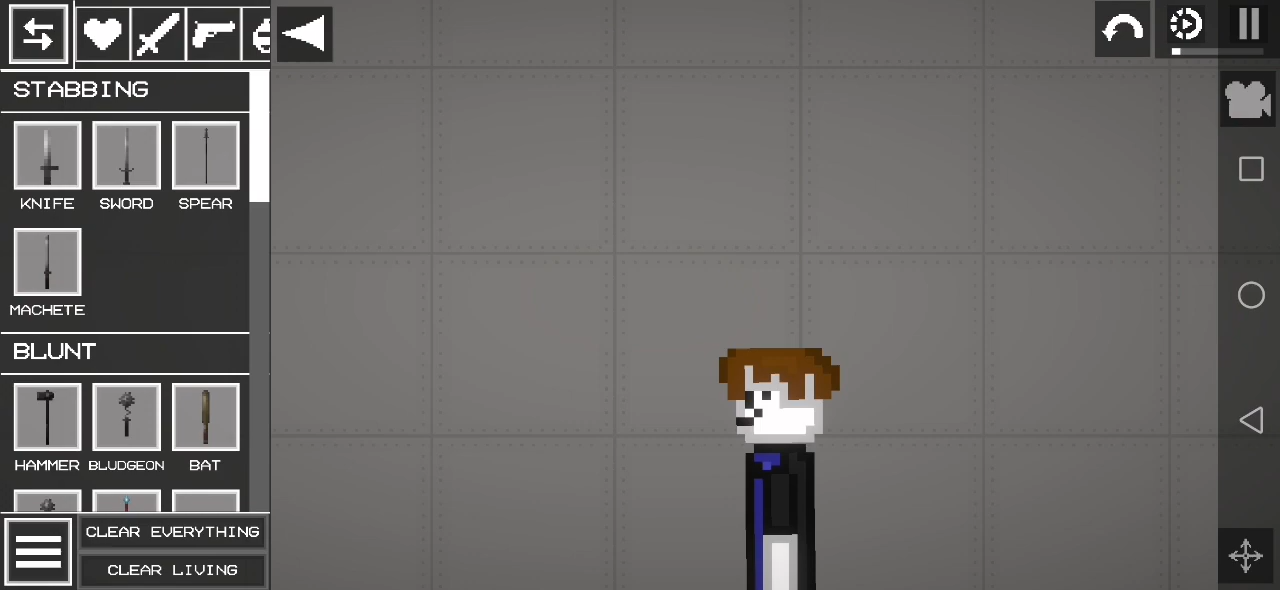 STABBING
KNIFE SWORD SPEAR
MACHETE
BLUNT
HAMMER BLUDGEON BAT
CLEAR EVERYTHING
CLEAR LIVING